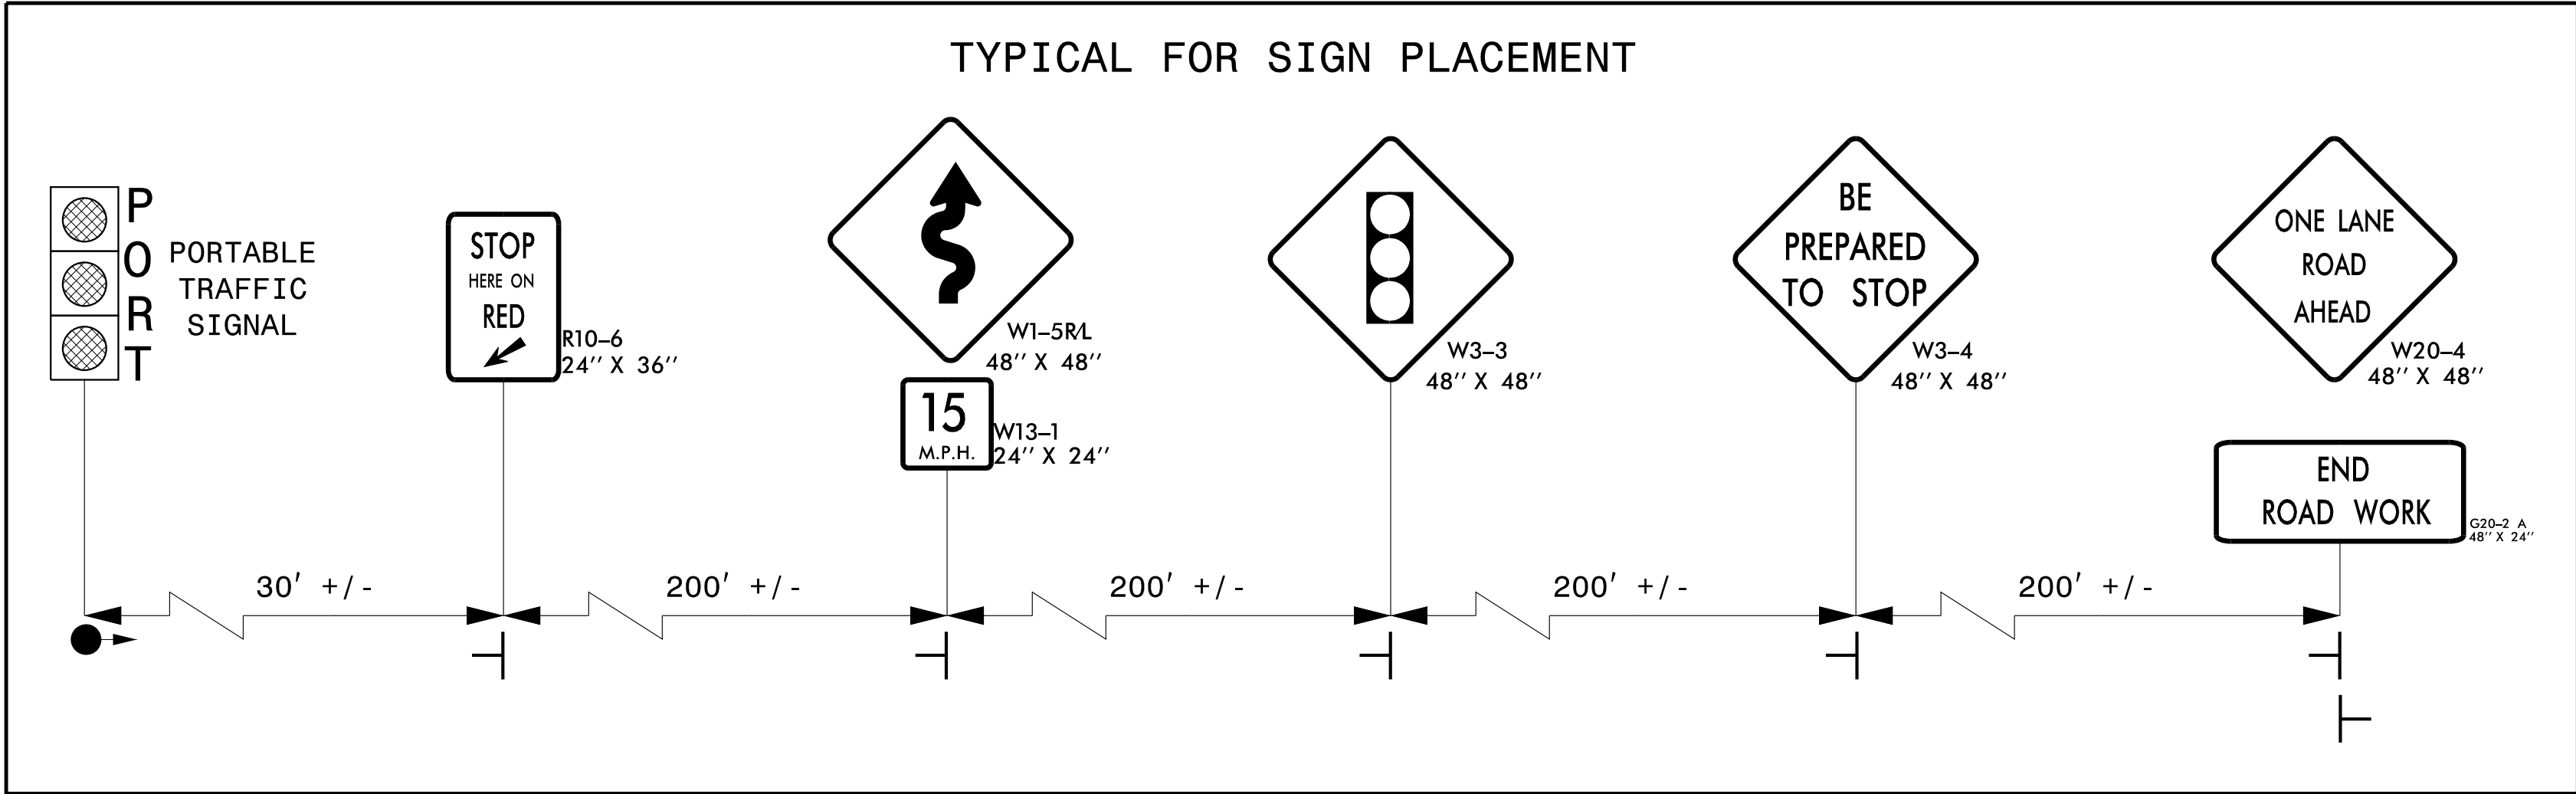 TYPICAL FOR SIGN PLACEMENT
PORT
PORTABLE
TRAFFIC
SIGNAL
STOP
HERE ON
RED
R10-6
24'' X 36''
W1-5R/L
48'' X 48''
15
M.P.H.
W13-1
24'' X 24''
W3-3
48'' X 48''
BE
PREPARED
TO STOP
W3-4
48'' X 48''
ONE LANE
ROAD
AHEAD
W20-4
48'' X 48''
END
ROAD WORK
G20-2 A
48'' X 24''
30' +/-
200' +/-
200' +/-
200' +/-
200' +/-